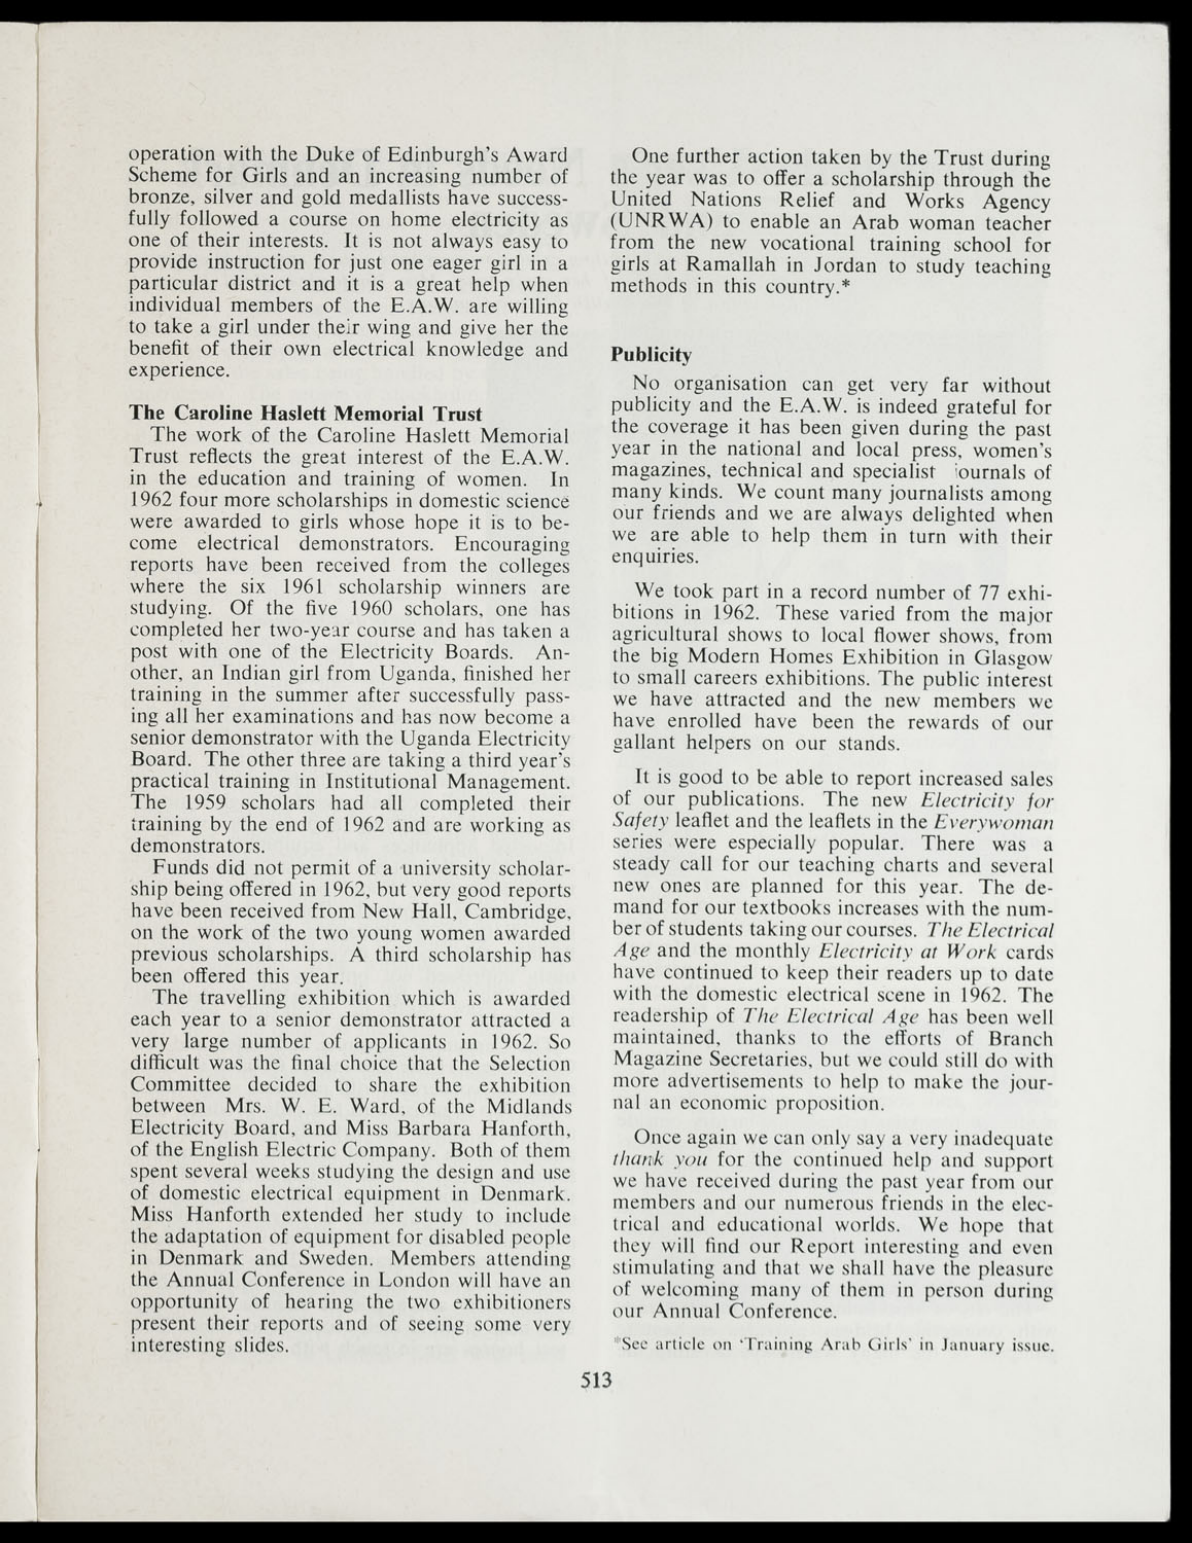 operation with the Duke of Edinburgh's Award
Scheme for Girls and an increasing number of
bronze, silver and gold medallists have success-
fully followed a course on home electricity as
one of their interests. It is not always easy to
provide instruction for just one eager girl in a
particular district and it is a great help when
individual members of the E.A.W. are willing
to take a girl under their wing and give her the
benefit of their own electrical knowledge and
experience.
The Caroline Haslett Memorial Trust
The work of the Caroline Haslett Memorial
Trust reflects the great interest of the E.A.W.
in the education and training of women. In
1962 four more scholarships in domestic science
were awarded to girls whose hope it is to be-
come electrical demonstrators. Encouraging
reports have been received from the colleges
where the six 1961 scholarship winners are
studying. Of the five 1960 scholars, one has
completed her two-year course and has taken a
post with one of the Electricity Boards. An-
other, an Indian girl from Uganda, finished her
training in the summer after successfully pass-
ing all her examinations and has now become a
senior demonstrator with the Uganda Electricity
Board. The other three are taking a third year's
practical training in Institutional Management.
The 1959 scholars had all completed their
training by the end of 1962 and are working as
demonstrators.
Funds did not permit of a university scholar-
ship being offered in 1962, but very good reports
have been received from New Hall, Cambridge,
on the work of the two young women awarded
previous scholarships. A third scholarship has
been offered this year.
The travelling exhibition which is awarded
each year to a senior demonstrator attracted a
very large number of applicants in 1962. So
difficult was the final choice that the Selection
Committee decided to share the exhibition
between Mrs. W. E. Ward, of the Midlands
Electricity Board, and Miss Barbara Hanforth,
of the English Electric Company. Both of them
spent several weeks studying the design and use
of domestic electrical equipment in Denmark.
Miss Hanforth extended her study to include
the adaptation of equipment for disabled people
in Denmark and Sweden. Members attending
the Annual Conference in London will have an
opportunity of hearing the two exhibitioners
present their reports and of seeing some very
interesting slides.
One further action taken by the Trust during
the year was to offer a scholarship through the
United Nations Relief and Works Agency
(UNRWA) to enable an Arab woman teacher
from the new vocational training school for
girls at Ramallah in Jordan to study teaching
methods in this country.*
Publicity
No organisation can get very far without
publicity and the E.A.W. is indeed grateful for
the coverage it has been given during the past
year in the national and local press, women's
magazines, technical and specialist journals of
many kinds. We count many journalists among
our friends and we are always delighted when
we are able to help them in turn with their
enquiries.
We took part in a record number of 77 exhi-
bitions in 1962. These varied from the major
agricultural shows to local flower shows, from
the big Modern Homes Exhibition in Glasgow
to small careers exhibitions. The public interest
we have attracted and the new members we
have enrolled have been the rewards of our
gallant helpers on our stands.
It is good to be able to report increased sales
of our publications. The new Electricity for
Safety leaflet and the leaflets in the Everywoman
series were especially popular. There was a
steady call for our teaching charts and several
new ones are planned for this year. The de-
mand for our textbooks increases with the num-
ber of students taking our courses. The Electrical
Age and the monthly Electricity at Work cards
have continued to keep their readers up to date
with the domestic electrical scene in 1962. The
readership of The Electrical Age has been well
maintained, thanks to the efforts of Branch
Magazine Secretaries, but we could still do with
more advertisements to help to make the jour-
nal an economic proposition.
Once again we can only say a very inadequate
thank you for the continued help and support
we have received during the past year from our
members and our numerous friends in the elec-
trical and educational worlds. We hope that
they will find our Report interesting and even
stimulating and that we shall have the pleasure
of welcoming many of them in person during
our Annual Conference.
*See article on 'Training Arab Girls' in January issue.
513